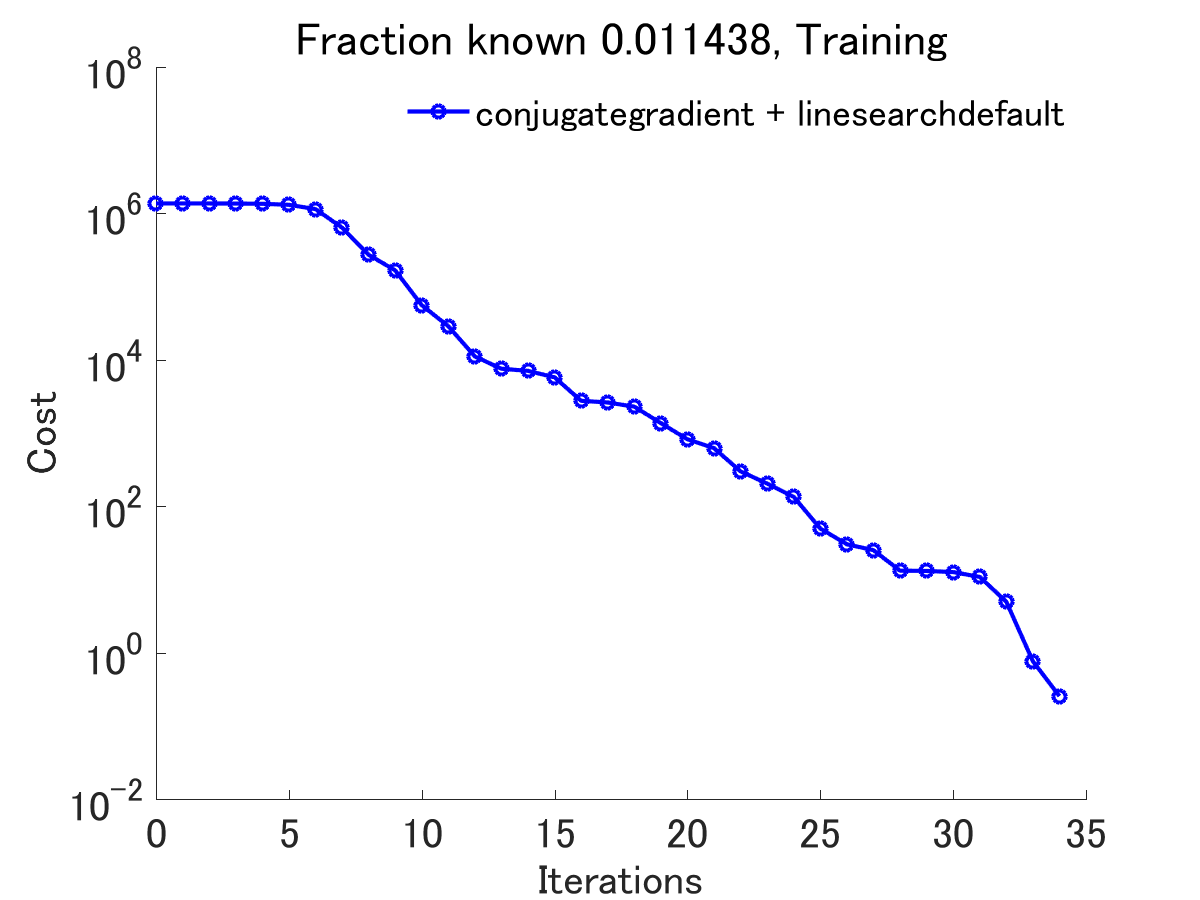 Fraction known 0.011438, Training
conjugategradient + linesearchdefault
10^8
10^6
10^4
10^2
10^0
10^-2
Cost
0 5 10 15 20 25 30 35
Iterations